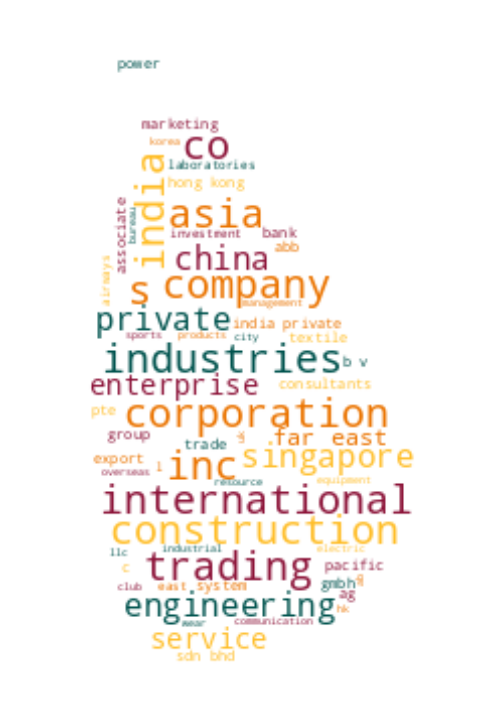 power
marketing
korea
co
laboratories
india
hong kong
associate
bureau
asia
investment
bank
abb
china
airways
s
company
management
private
india private
sports
products
city
textile
industries
b v
enterprise
consultants
pte
corporation
group
trade
far east
export
l
inc
singapore
overseas
resource
equipment
international
construction
llc
industrial
electric
c
trading
pacific
club
east
system
gmbh
ag
engineering
hk
wear
communication
service
sdn bhd